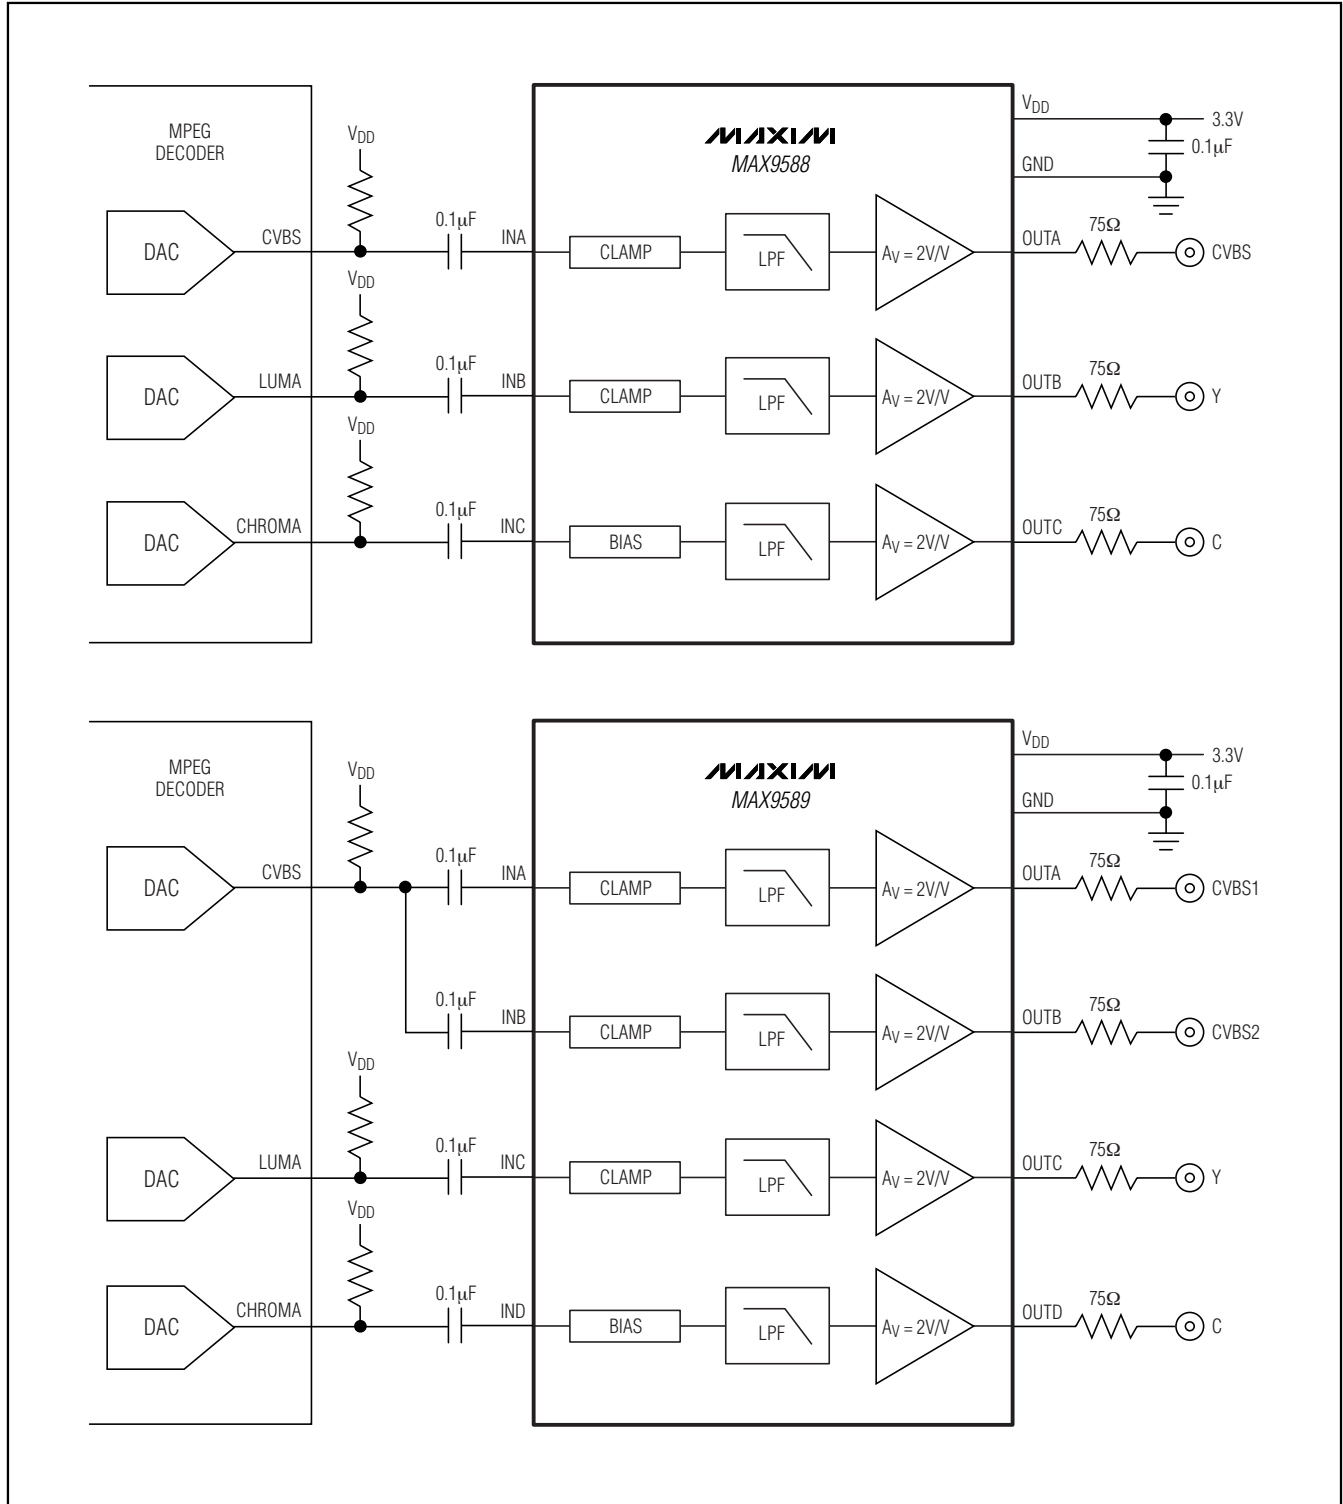 MPEG
DECODER
VDD
MAXIM
MAX9588
VDD
3.3V
0.1µF
GND
DAC
CVBS
0.1µF
INA
CLAMP
LPF
AV = 2V/V
OUTA
75Ω
CVBS
VDD
DAC
LUMA
0.1µF
INB
CLAMP
LPF
AV = 2V/V
OUTB
75Ω
Y
VDD
DAC
CHROMA
0.1µF
INC
BIAS
LPF
AV = 2V/V
OUTC
75Ω
C
MPEG
DECODER
VDD
MAXIM
MAX9589
VDD
3.3V
0.1µF
GND
DAC
CVBS
0.1µF
INA
CLAMP
LPF
AV = 2V/V
OUTA
75Ω
CVBS1
0.1µF
INB
CLAMP
LPF
AV = 2V/V
OUTB
75Ω
CVBS2
VDD
DAC
LUMA
0.1µF
INC
CLAMP
LPF
AV = 2V/V
OUTC
75Ω
Y
VDD
DAC
CHROMA
0.1µF
IND
BIAS
LPF
AV = 2V/V
OUTD
75Ω
C